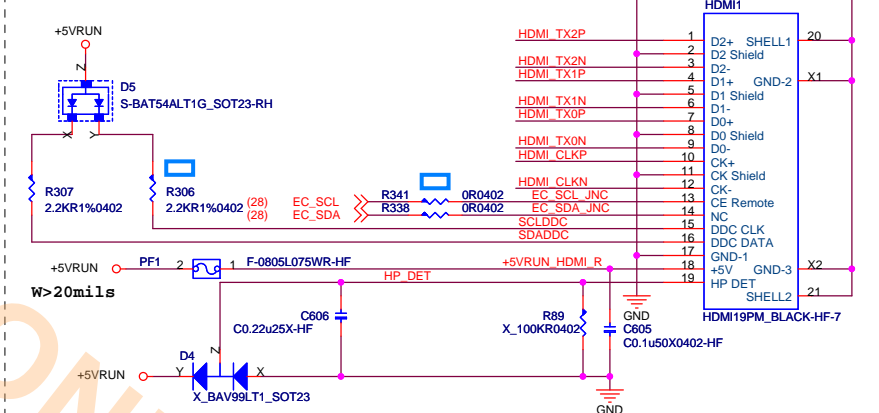 HDMI1
+5VRUN
Z
D5
S-BAT54ALT1G_SOT23-RH
X Y
R307
2.2KR1%0402
R306
2.2KR1%0402
(28) EC_SCL
(28) EC_SDA
R341 0R0402
R338 0R0402
HDMI_TX2P
HDMI_TX2N
HDMI_TX1P
HDMI_TX1N
HDMI_TX0P
HDMI_TX0N
HDMI_CLKP
HDMI_CLKN
EC_SCL_JNC
EC_SDA_JNC
SCLDDC
SDADDC
1 D2+ SHELL1 20
2 D2 Shield
3 D2-
4 D1+ GND-2 X1
5 D1 Shield
6 D1-
7 D0+
8 D0 Shield
9 D0-
10 CK+
11 CK Shield
12 CK-
13 CE Remote
14 NC
15 DDC CLK
16 DDC DATA
17 GND-1
18 +5V GND-3 X2
19 HP DET
SHELL2 21
HDMI19PM_BLACK-HF-7
+5VRUN PF1 2 1 F-0805L075WR-HF +5VRUN_HDMI_R
W>20mils
HP_DET
C606
C0.22u25X-HF
R89
X_100KR0402
GND
C605
C0.1u50X0402-HF
D4
Z
+5VRUN Y X
X_BAV99LT1_SOT23
GND